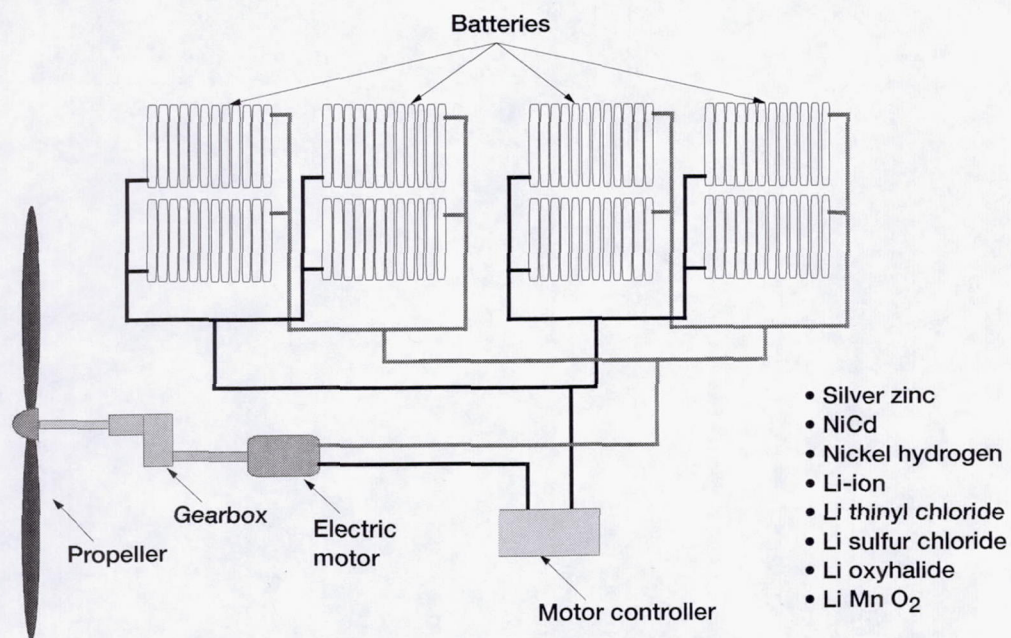 Batteries
• Silver zinc
• NiCd
• Nickel hydrogen
• Li-ion
• Li thinyl chloride
• Li sulfur chloride
• Li oxyhalide
• Li Mn O₂
Gearbox
Electric
motor
Propeller
Motor controller